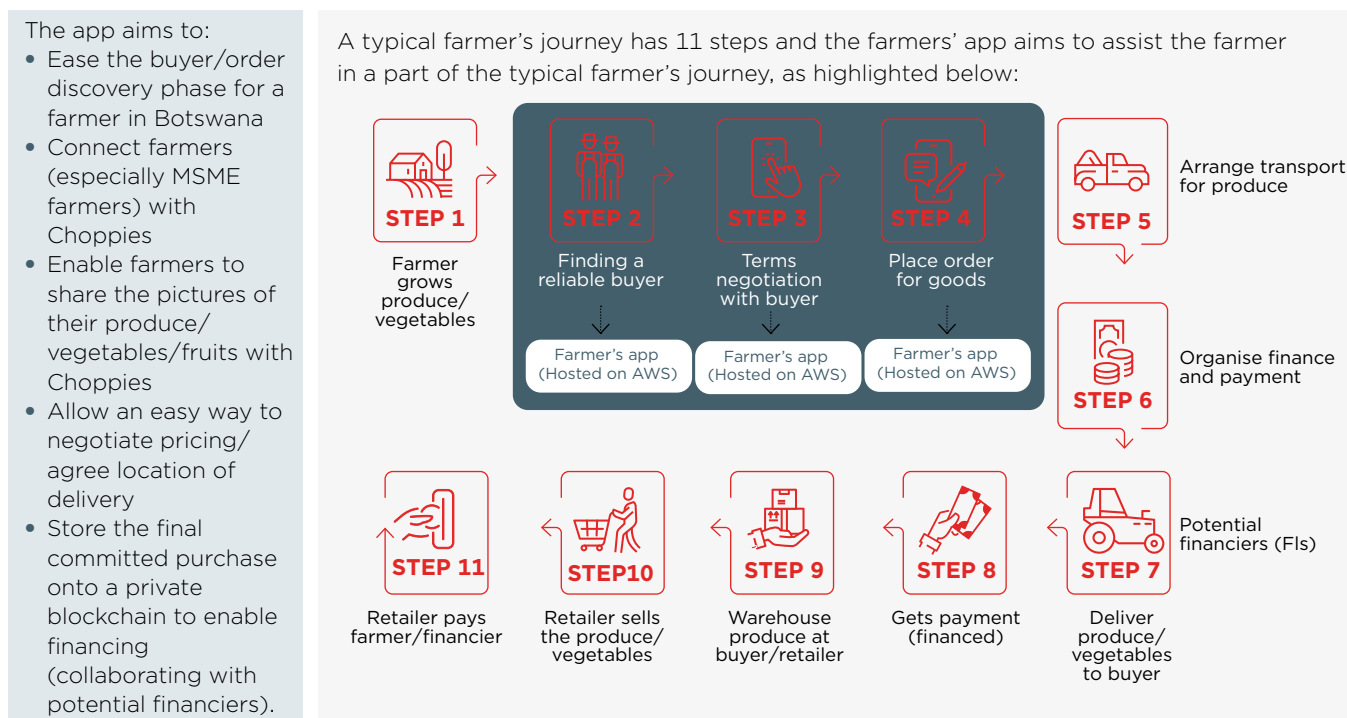 The app aims to:
• Ease the buyer/order
discovery phase for a
farmer in Botswana
• Connect farmers
(especially MSME
farmers) with
Choppies
• Enable farmers to
share the pictures of
their produce/
vegetables/fruits with
Choppies
• Allow an easy way to
negotiate pricing/
agree location of
delivery
• Store the final
committed purchase
onto a private
blockchain to enable
financing
(collaborating with
potential financiers).
A typical farmer’s journey has 11 steps and the farmers’ app aims to assist the farmer
in a part of the typical farmer’s journey, as highlighted below:
STEP 1
Farmer
grows
produce/
vegetables
STEP 2
Finding a
reliable buyer
Farmer’s app
(Hosted on AWS)
STEP 3
Terms
negotiation
with buyer
Farmer’s app
(Hosted on AWS)
STEP 4
Place order
for goods
Farmer’s app
(Hosted on AWS)
STEP 5
Arrange transport
for produce
STEP 6
Organise finance
and payment
STEP 7
Potential
financiers (FIs)
Deliver
produce/
vegetables
to buyer
STEP 8
Gets payment
(financed)
STEP 9
Warehouse
produce at
buyer/retailer
STEP10
Retailer sells
the produce/
vegetables
STEP 11
Retailer pays
farmer/financier